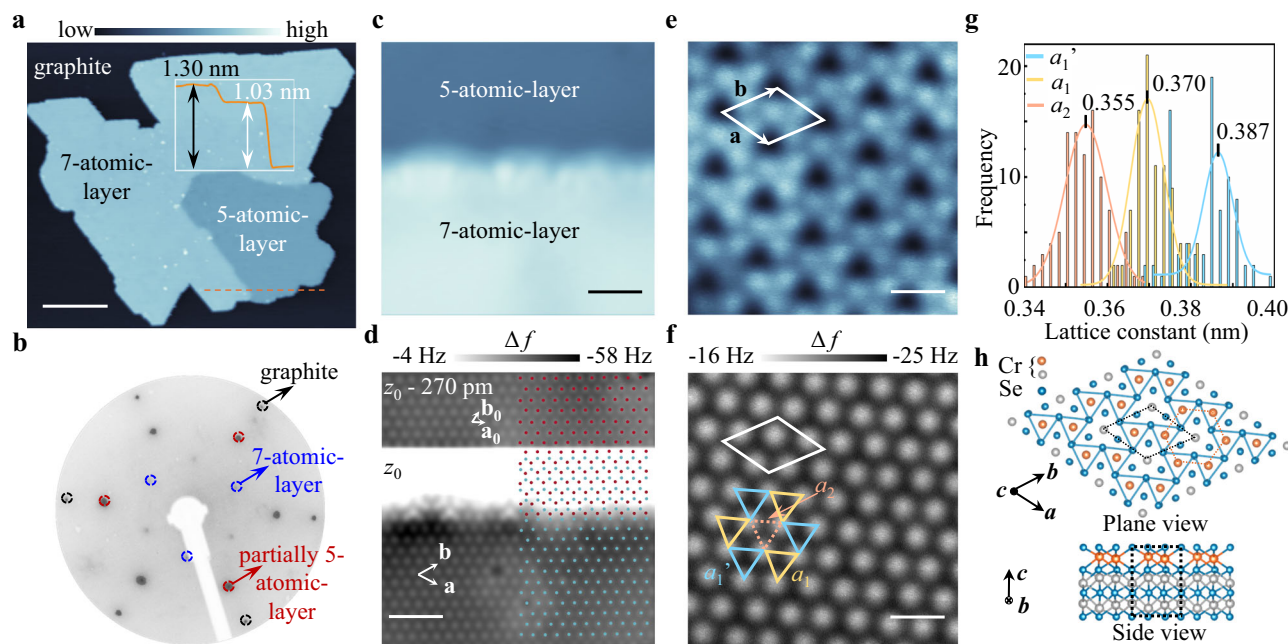 a
low
high
graphite
1.30 nm
1.03 nm
7-atomic-
layer
5-atomic-
layer
b
graphite
7-atomic-
layer
partially 5-
atomic-
layer
c
5-atomic-layer
7-atomic-layer
d
Δ f
-4 Hz
-58 Hz
z0 - 270 pm
b0
a0
z0
b
a
e
b
a
f
Δ f
-16 Hz
-25 Hz
a2
a1'
a1
g
a1'
a1
a2
0.355
0.370
0.387
Frequency
20
10
0
0.34
0.36
0.38
0.40
Lattice constant (nm)
h
Cr {
Se
b
c
a
Plane view
c
b
Side view